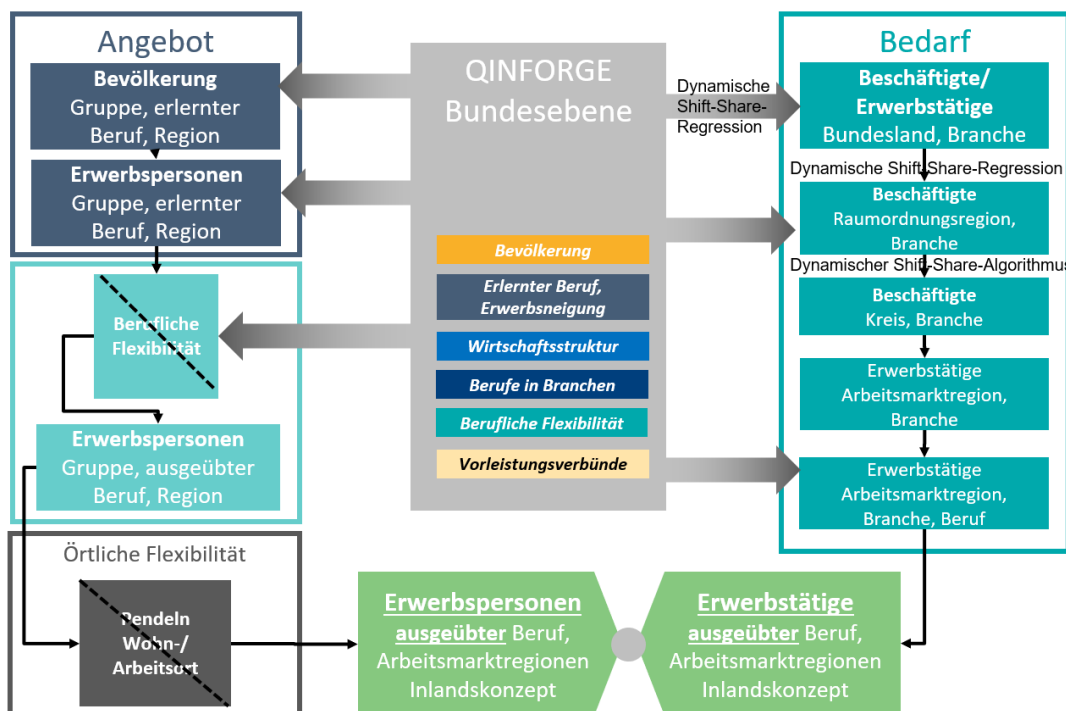 Angebot
Bevölkerung
Gruppe, erlernter
Beruf, Region
Erwerbspersonen
Gruppe, erlernter
Beruf, Region
Berufliche
Flexibilität
Erwerbspersonen
Gruppe, ausgeübter
Beruf, Region
Örtliche Flexibilität
Pendeln
Wohn-/
Arbeitsort
QINFORGE
Bundesebene
Bevölkerung
Erlernter Beruf,
Erwerbsneigung
Wirtschaftsstruktur
Berufe in Branchen
Berufliche Flexibilität
Vorleistungsverbünde
Dynamische
Shift-Share-
Regression
Bedarf
Beschäftigte/
Erwerbstätige
Bundesland, Branche
Dynamische Shift-Share-Regression
Beschäftigte
Raumordnungsregion,
Branche
Dynamischer Shift-Share-Algorithmus
Beschäftigte
Kreis, Branche
Erwerbstätige
Arbeitsmarktregion,
Branche
Erwerbstätige
Arbeitsmarktregion,
Branche, Beruf
Erwerbspersonen
ausgeübter Beruf,
Arbeitsmarktregionen
Inlandskonzept
Erwerbstätige
ausgeübter Beruf,
Arbeitsmarktregionen
Inlandskonzept